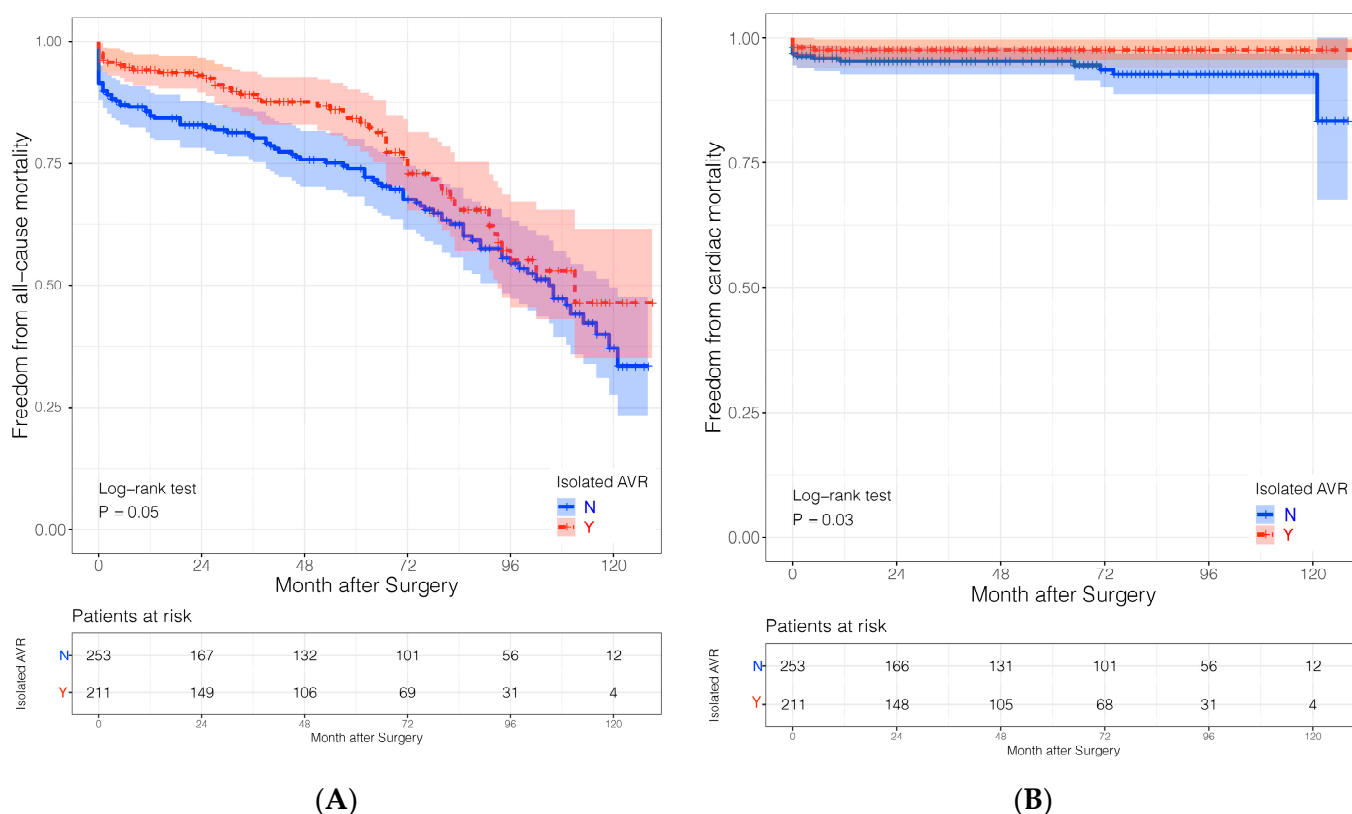 Freedom from all-cause mortality
1.00
0.75
0.50
0.25
0.00
Log-rank test
P = 0.05
Isolated AVR
N
Y
0 24 48 72 96 120
Month after Surgery
Patients at risk
Isolated AVR
N 253 167 132 101 56 12
Y 211 149 106 69 31 4
0 24 48 72 96 120
Month after Surgery
(A)
Freedom from cardiac mortality
1.00
0.75
0.50
0.25
0.00
Log-rank test
P = 0.03
Isolated AVR
N
Y
0 24 48 72 96 120
Month after Surgery
Patients at risk
Isolated AVR
N 253 166 131 101 56 12
Y 211 148 105 68 31 4
0 24 48 72 96 120
Month after Surgery
(B)